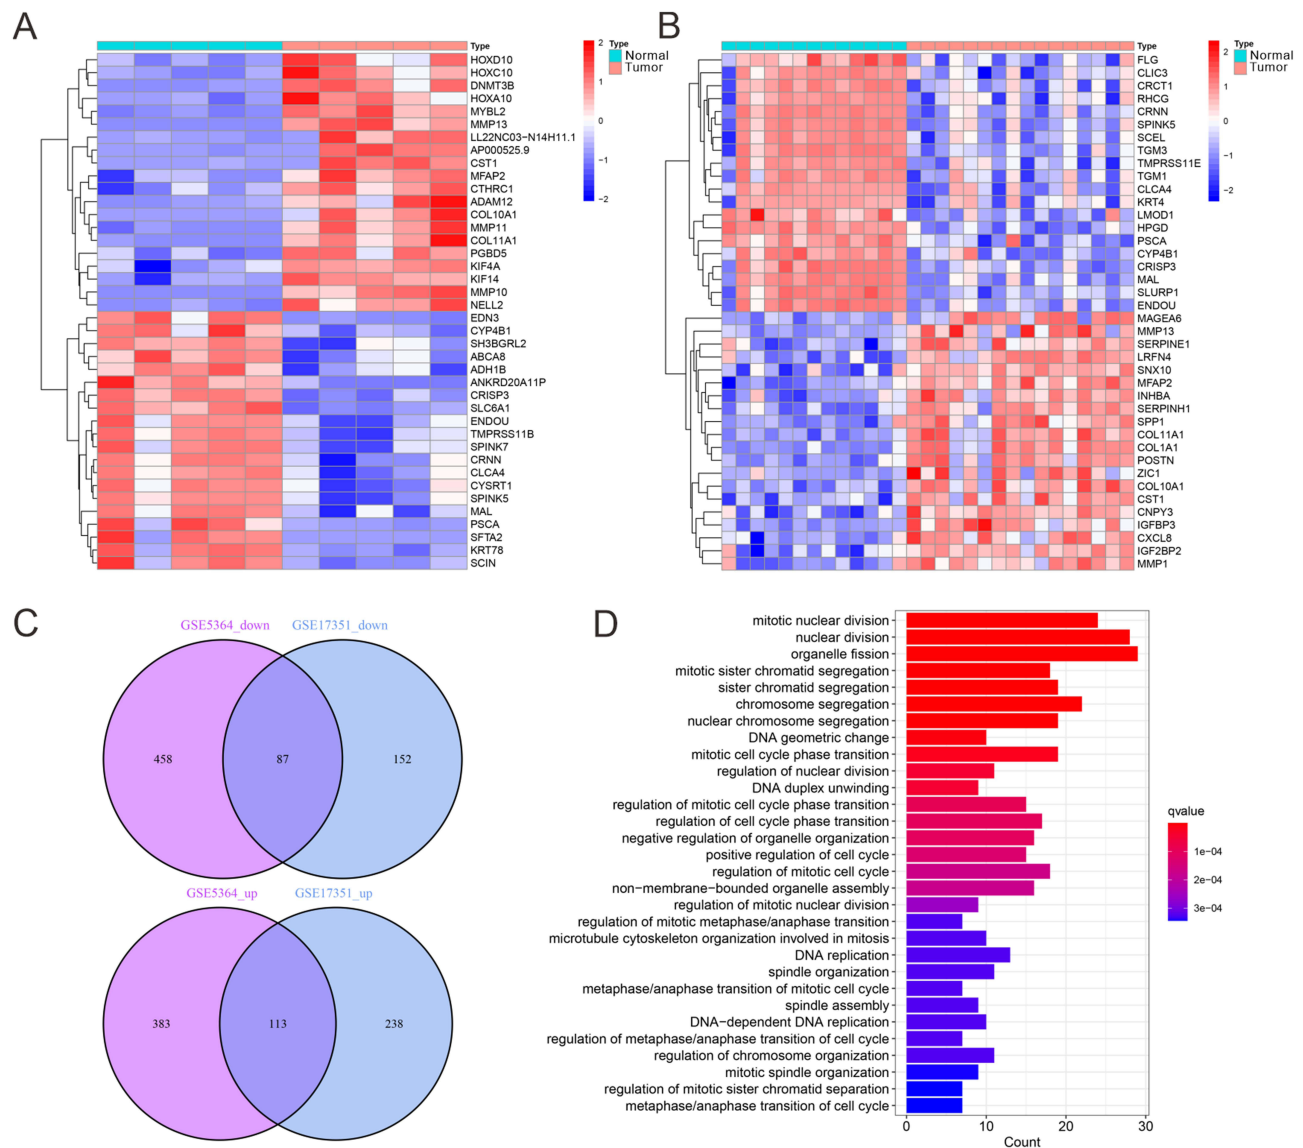 A
Type
HOXD10
HOXC10
DNMT3B
HOXA10
MYBL2
MMP13
LL22NC03-N14H11.1
AP000525.9
CST1
MFAP2
CTHRC1
ADAM12
COL10A1
MMP11
COL11A1
PGBD5
KIF4A
KIF14
MMP10
NELL2
EDN3
CYP4B1
SH3BGRL2
ABCA8
ADH1B
ANKRD20A11P
CRISP3
SLC6A1
ENDOU
TMPRSS11B
SPINK7
CRNN
CLCA4
CYSRT1
SPINK5
MAL
PSCA
SFTA2
KRT78
SCIN
2
1
0
−1
−2
Type
Normal
Tumor
B
Type
FLG
CLIC3
CRCT1
RHCG
CRNN
SPINK5
SCEL
TGM3
TMPRSS11E
TGM1
CLCA4
KRT4
LMOD1
HPGD
PSCA
CYP4B1
CRISP3
MAL
SLURP1
ENDOU
MAGEA6
MMP13
SERPINE1
LRFN4
SNX10
MFAP2
INHBA
SERPINH1
SPP1
COL11A1
COL1A1
POSTN
ZIC1
COL10A1
CST1
CNPY3
IGFBP3
CXCL8
IGF2BP2
MMP1
2
1
0
−1
−2
Type
Normal
Tumor
C
GSE5364_down GSE17351_down
458 87 152
GSE5364_up GSE17351_up
383 113 238
D
mitotic nuclear division
nuclear division
organelle fission
mitotic sister chromatid segregation
sister chromatid segregation
chromosome segregation
nuclear chromosome segregation
DNA geometric change
mitotic cell cycle phase transition
regulation of nuclear division
DNA duplex unwinding
regulation of mitotic cell cycle phase transition
regulation of cell cycle phase transition
negative regulation of organelle organization
positive regulation of cell cycle
regulation of mitotic cell cycle
non−membrane−bounded organelle assembly
regulation of mitotic nuclear division
regulation of mitotic metaphase/anaphase transition
microtubule cytoskeleton organization involved in mitosis
DNA replication
spindle organization
metaphase/anaphase transition of mitotic cell cycle
spindle assembly
DNA−dependent DNA replication
regulation of metaphase/anaphase transition of cell cycle
regulation of chromosome organization
mitotic spindle organization
regulation of mitotic sister chromatid separation
metaphase/anaphase transition of cell cycle
0 10 20 30
Count
qvalue
1e−04
2e−04
3e−04